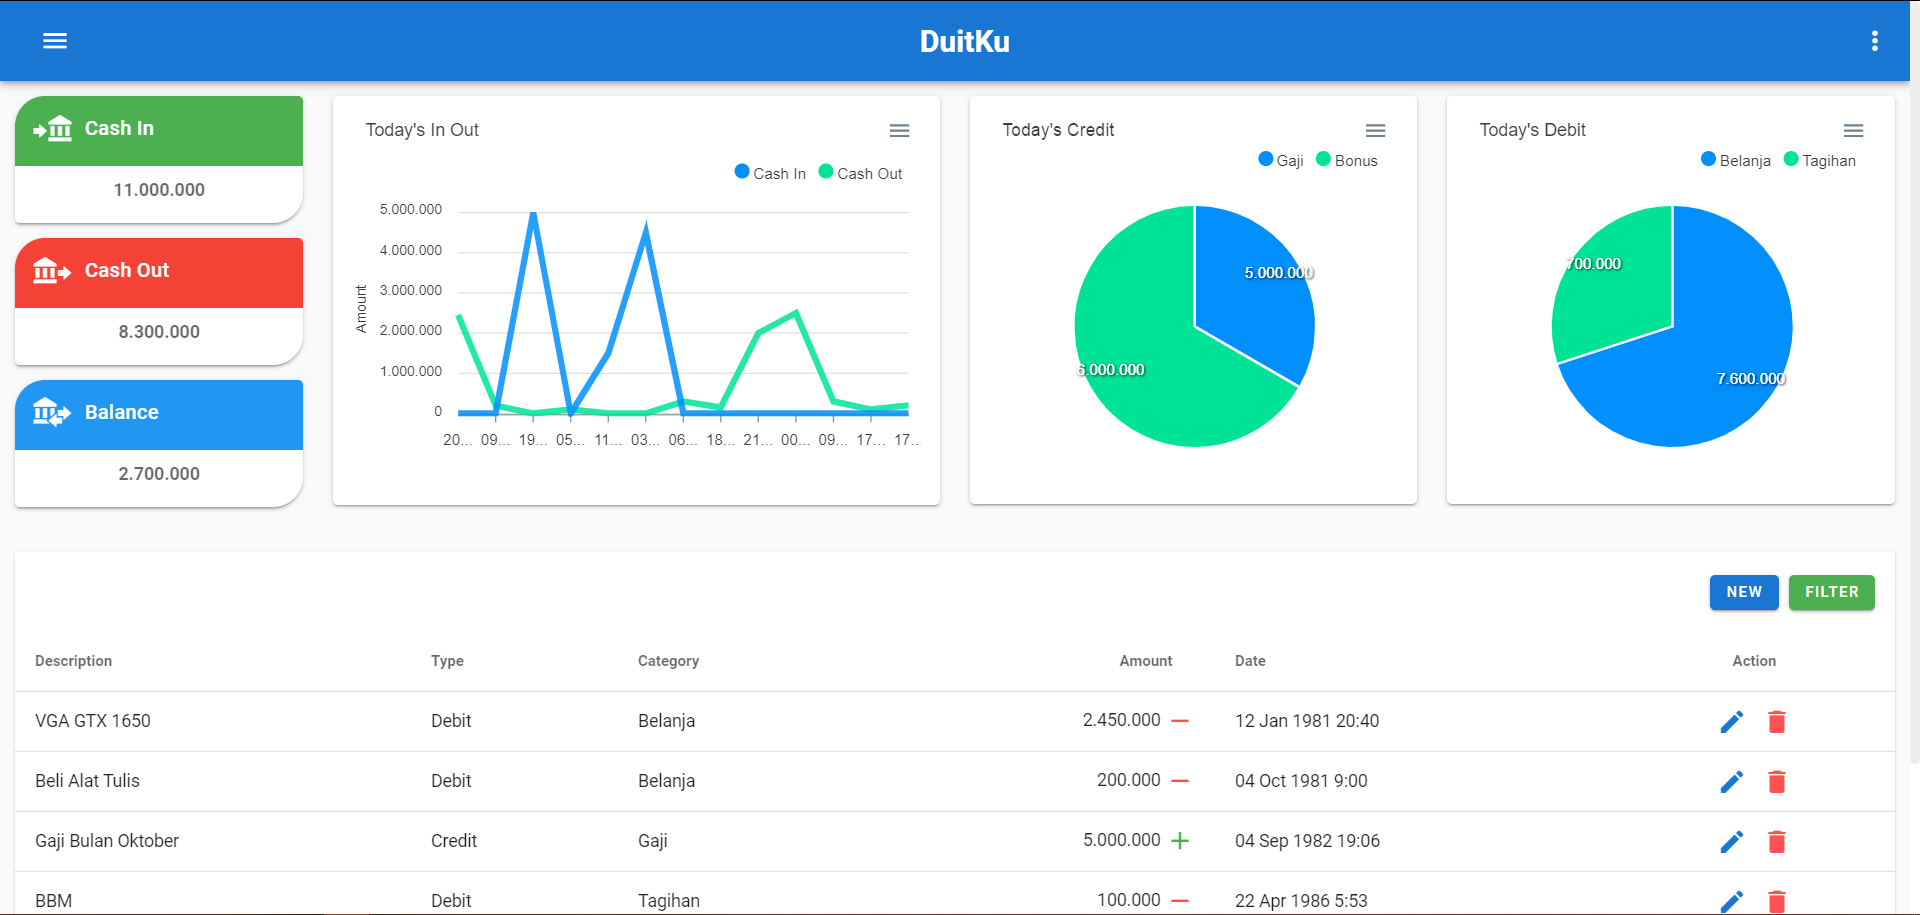 DuitKu
Cash In
11.000.000
Cash Out
8.300.000
Balance
2.700.000
Today's In Out
Cash In Cash Out
5.000.000
4.000.000
3.000.000
2.000.000
1.000.000
0
Amount
20... 09... 19... 05... 11... 03... 06... 18... 21... 00... 09... 17... 17...
Today's Credit
Gaji Bonus
5.000.000
6.000.000
Today's Debit
Belanja Tagihan
700.000
7.600.000
NEW FILTER
Description Type Category Amount Date Action
VGA GTX 1650 Debit Belanja 2.450.000 12 Jan 1981 20:40
Beli Alat Tulis Debit Belanja 200.000 04 Oct 1981 9:00
Gaji Bulan Oktober Credit Gaji 5.000.000 04 Sep 1982 19:06
BBM Debit Tagihan 100.000 22 Apr 1986 5:53